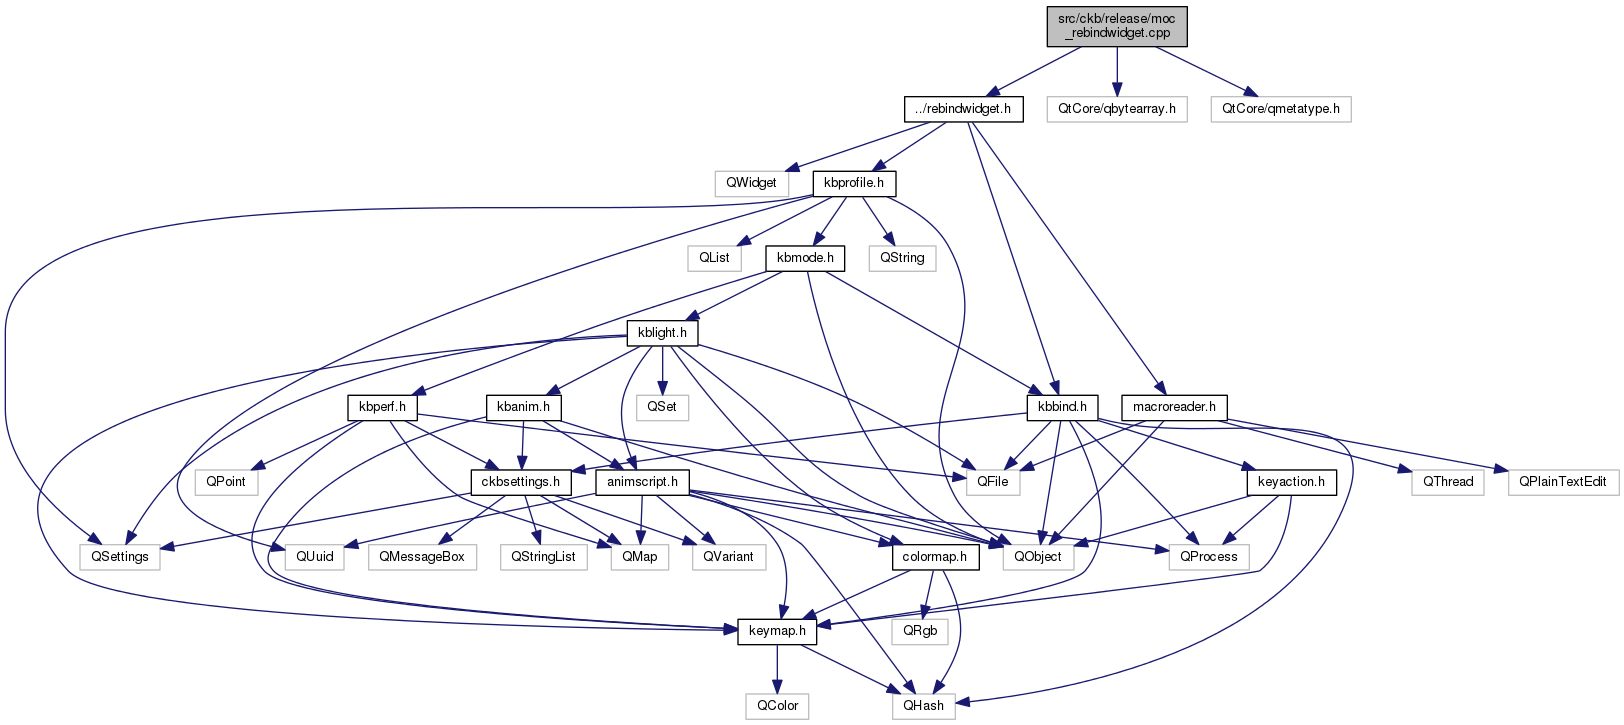 src/ckb/release/moc
_rebindwidget.cpp
../rebindwidget.h
QtCore/qbytearray.h
QtCore/qmetatype.h
QWidget
kbprofile.h
QList
kbmode.h
QString
kblight.h
kbperf.h
kbanim.h
QSet
kbbind.h
macroreader.h
QPoint
ckbsettings.h
animscript.h
QFile
keyaction.h
QThread
QPlainTextEdit
QSettings
QUuid
QMessageBox
QStringList
QMap
QVariant
colormap.h
QObject
QProcess
keymap.h
QRgb
QColor
QHash